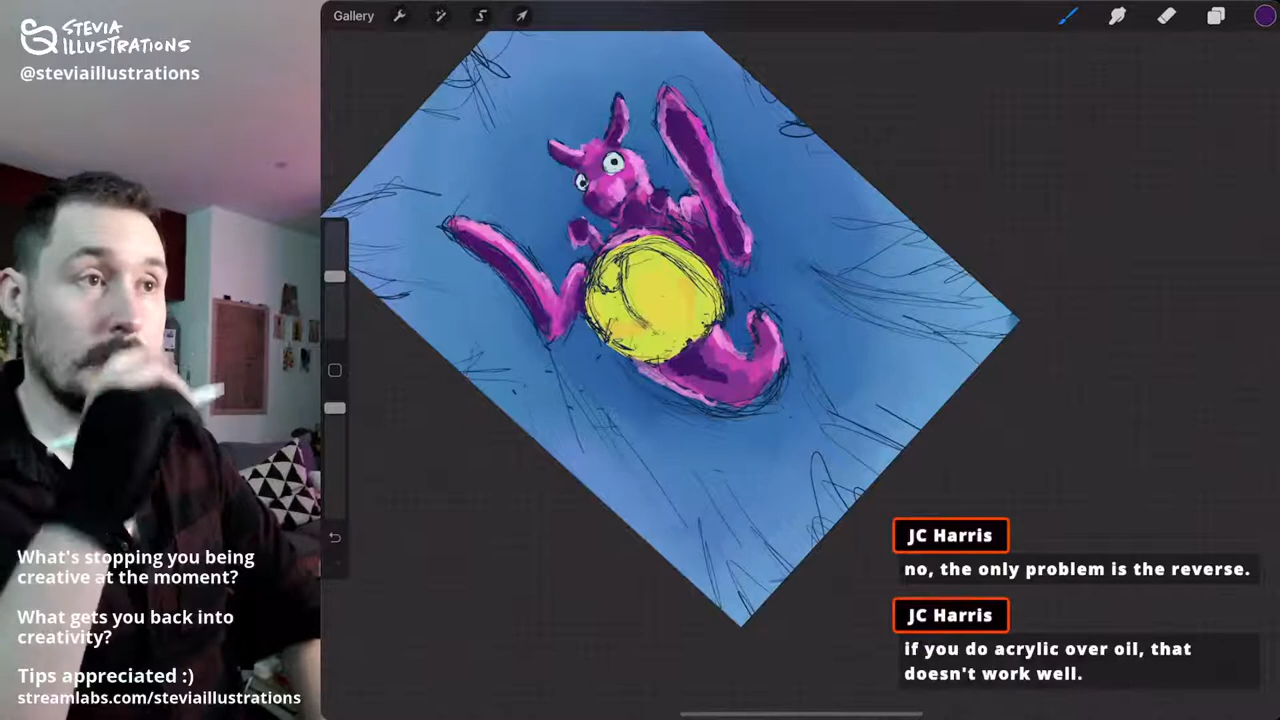 STEVIA
ILLUSTRATIONS
@steviaillustrations
Gallery
What's stopping you being
creative at the moment?
What gets you back into
creativity?
Tips appreciated :)
streamlabs.com/steviaillustrations
JC Harris
no, the only problem is the reverse.
JC Harris
if you do acrylic over oil, that
doesn't work well.